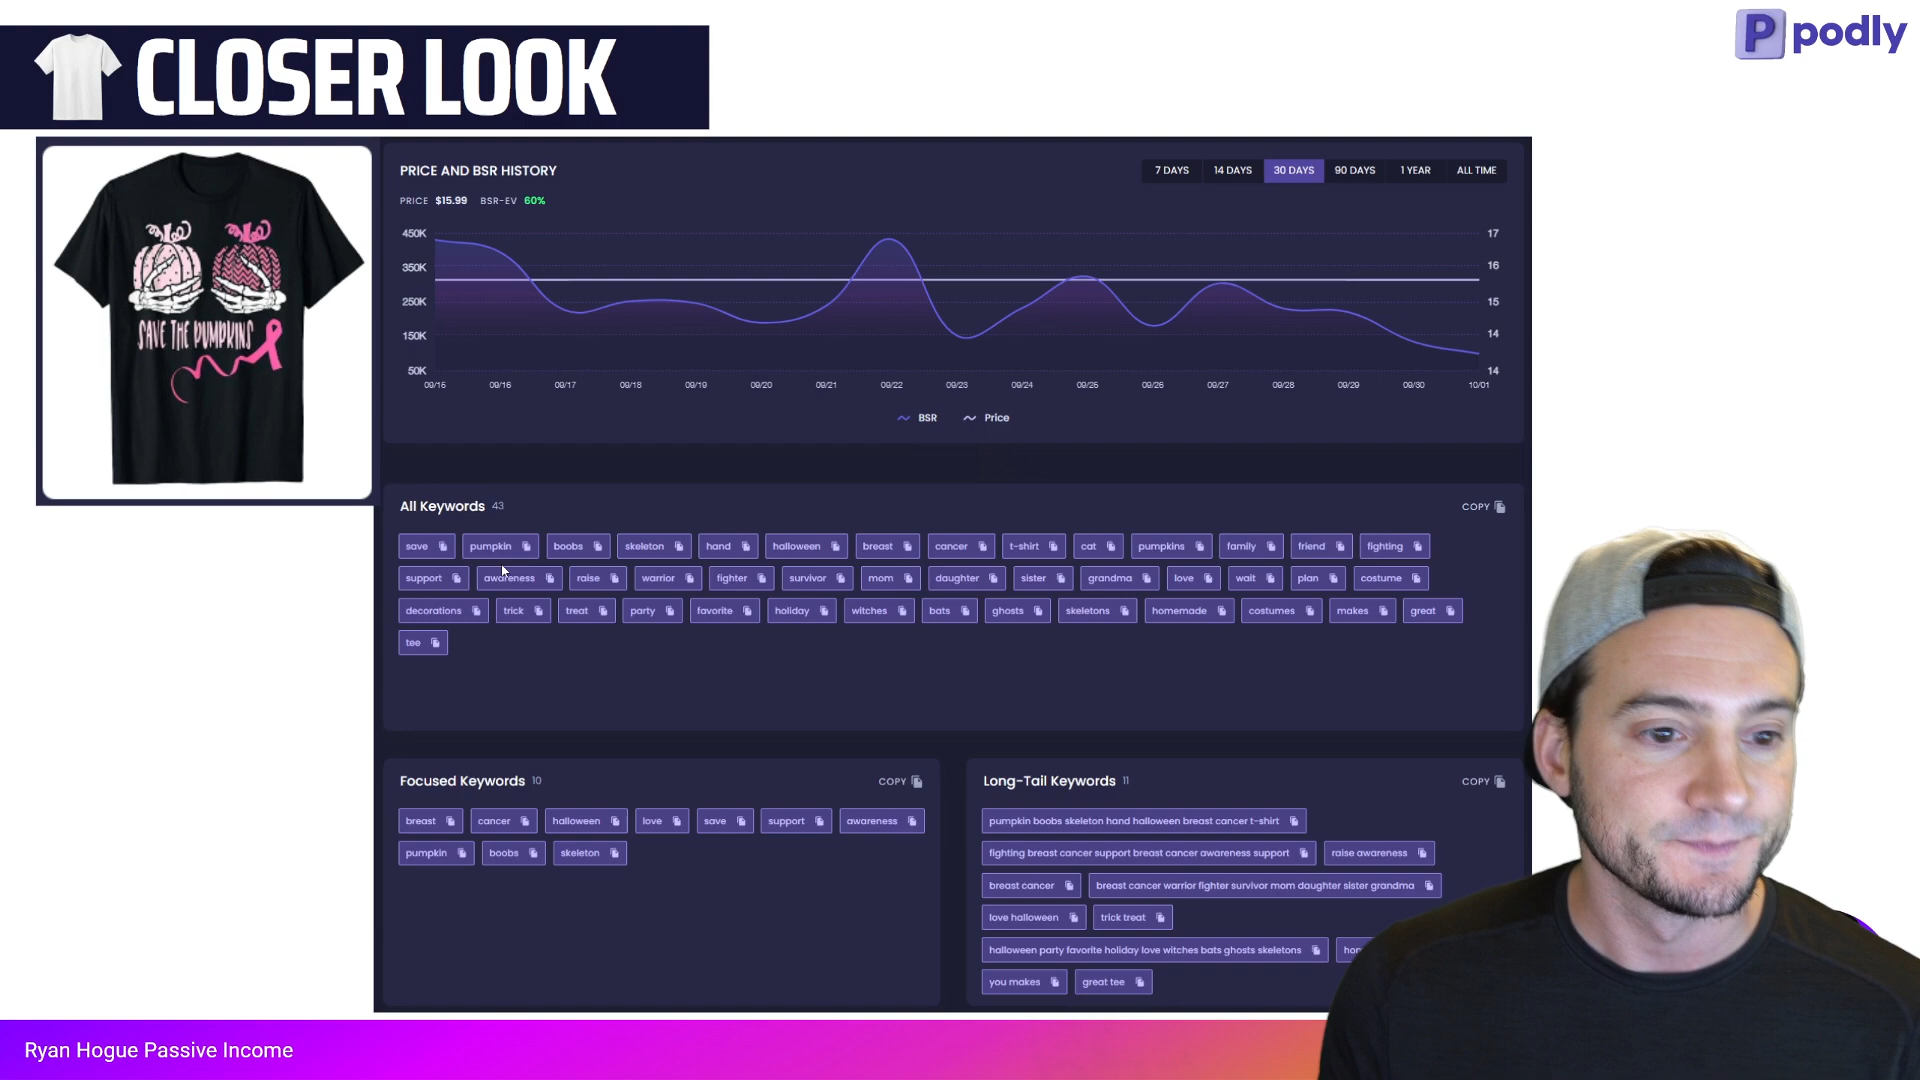 CLOSER LOOK
P podly
SAVE THE PUMPKINS
PRICE AND BSR HISTORY
7 DAYS 14 DAYS 30 DAYS 90 DAYS 1 YEAR ALL TIME
PRICE $15.99 BSR-EV 60%
450K 17
350K 16
250K 15
150K 14
50K 14
09/15 09/16 09/17 09/18 09/19 09/20 09/21 09/22 09/23 09/24 09/25 09/26 09/27 09/28 09/29 09/30 10/01
BSR Price
All Keywords 43 COPY
save pumpkin boobs skeleton hand halloween breast cancer t-shirt cat pumpkins family friend fighting
support awareness raise warrior fighter survivor mom daughter sister grandma love wait plan costume
decorations trick treat party favorite holiday witches bats ghosts skeletons homemade costumes makes great
tee
Focused Keywords 10 COPY
breast cancer halloween love save support awareness
pumpkin boobs skeleton
Long-Tail Keywords 11 COPY
pumpkin boobs skeleton hand halloween breast cancer t-shirt
fighting breast cancer support breast cancer awareness support raise awareness
breast cancer breast cancer warrior fighter survivor mom daughter sister grandma
love halloween trick treat
halloween party favorite holiday love witches bats ghosts skeletons
you makes great tee
Ryan Hogue Passive Income